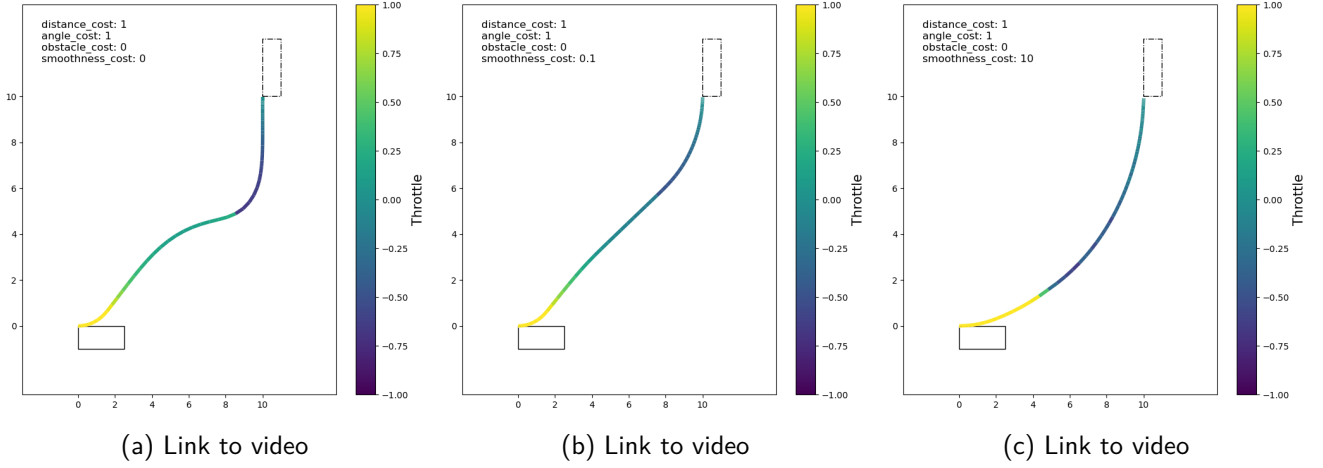 distance_cost: 1
angle_cost: 1
obstacle_cost: 0
smoothness_cost: 0
10
8
6
4
2
0
0 2 4 6 8 10
1.00
0.75
0.50
0.25
0.00
−0.25
−0.50
−0.75
−1.00
Throttle
(a) Link to video
distance_cost: 1
angle_cost: 1
obstacle_cost: 0
smoothness_cost: 0.1
10
8
6
4
2
0
0 2 4 6 8 10
1.00
0.75
0.50
0.25
0.00
−0.25
−0.50
−0.75
−1.00
Throttle
(b) Link to video
distance_cost: 1
angle_cost: 1
obstacle_cost: 0
smoothness_cost: 10
10
8
6
4
2
0
0 2 4 6 8 10
1.00
0.75
0.50
0.25
0.00
−0.25
−0.50
−0.75
−1.00
Throttle
(c) Link to video